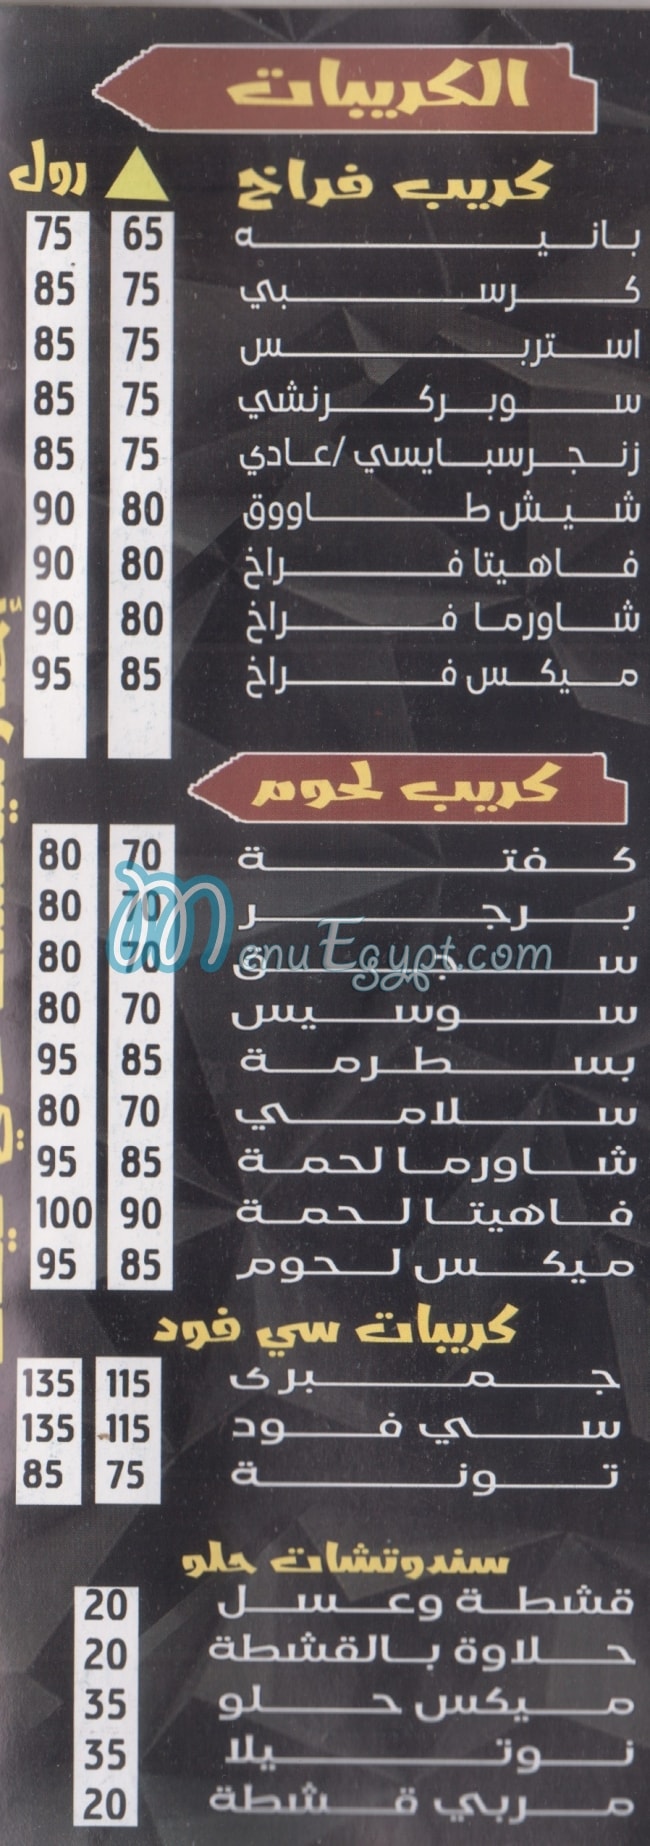 الكريبات
كريب فراخ رول
بانيه 65 75
كرسبي 75 85
استربس 75 85
سوبركرنشي 75 85
زنجرسبايسي /عادي 75 85
شيش طاووق 80 90
فاهيتا فراخ 80 90
شاورما فراخ 80 90
ميكس فراخ 85 95
كريب لحوم
كفتة 70 80
برجر 70 80
سجق 70 80
سوسيس 70 80
بسطرمة 85 95
سلامي 70 80
شاورما لحمة 85 95
فاهيتا لحمة 90 100
ميكس لحوم 85 95
MenuEgypt.com
كريبات سي فود
جمبرى 115 135
سي فود 115 135
تونة 75 85
سندوتشات حلو
قشطة وعسل 20
حلاوة بالقشطة 20
ميكس حلو 35
نوتيلا 35
مربي قشطة 20